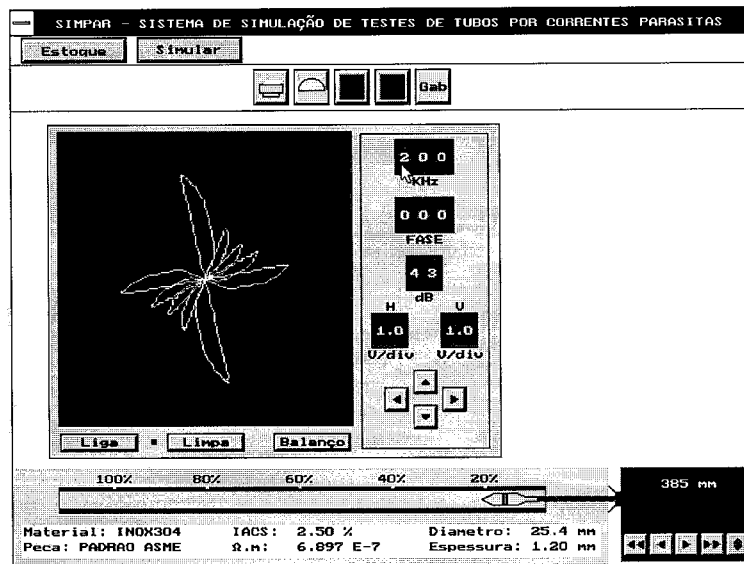 SIMPAR - SISTEMA DE SIMULAÇÃO DE TESTES DE TUBOS POR CORRENTES PARASITAS
Estoque Simular
Gab
2 0 0
KHz
0 0 0
FASE
4 3
dB
H V
1.0 1.0
V/div V/div
Liga Limpa Balanço
100% 80% 60% 40% 20%
385 mm
Material: INOX304 IACS: 2.50 % Diametro: 25.4 mm
Peca: PADRAO ASME Ω.m: 6.897 E-7 Espessura: 1.20 mm